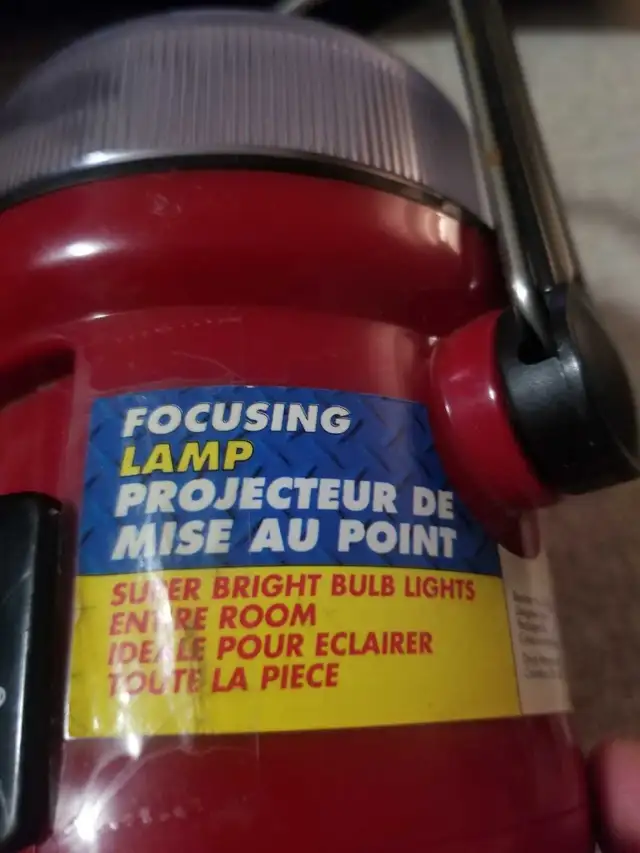 FOCUSING
LAMP
PROJECTEUR DE
MISE AU POINT
SUPER BRIGHT BULB LIGHTS
ENTIRE ROOM
IDEALE POUR ECLAIRER
TOUTE LA PIECE